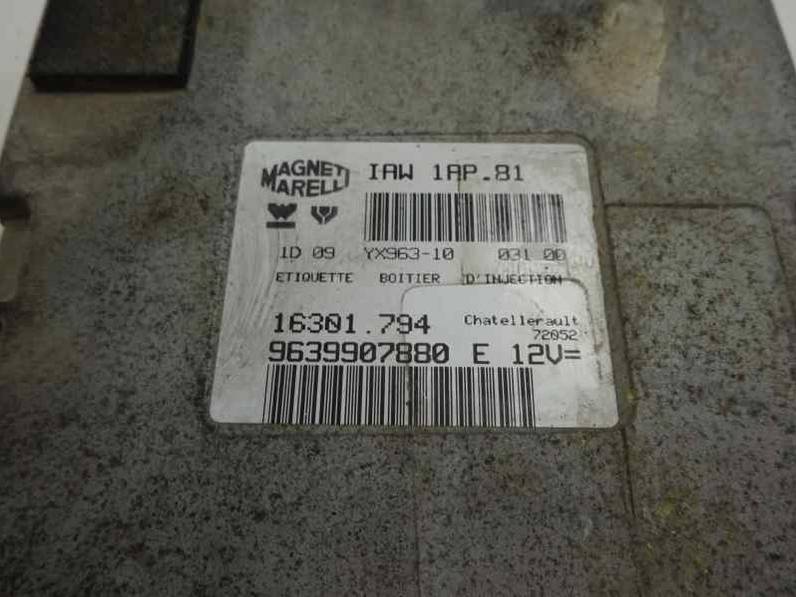 MAGNETI MARELLI
IAW 1AP.81
1D 09 YX963-10 031 00
ETIQUETTE BOITIER D'INJECTION
16301.794 Chatellerault
72052
9639907880 E 12V=